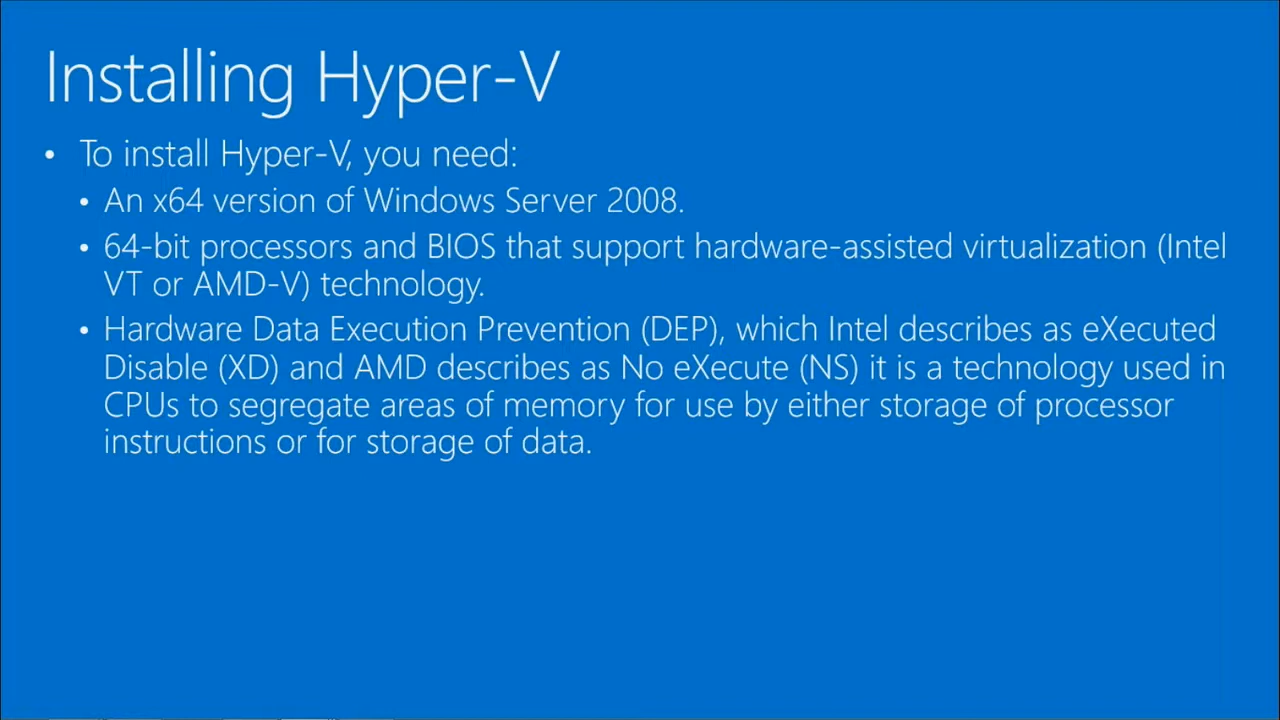 Installing Hyper-V
• To install Hyper-V, you need:
• An x64 version of Windows Server 2008.
• 64-bit processors and BIOS that support hardware-assisted virtualization (Intel
VT or AMD-V) technology.
• Hardware Data Execution Prevention (DEP), which Intel describes as eXecuted
Disable (XD) and AMD describes as No eXecute (NS) it is a technology used in
CPUs to segregate areas of memory for use by either storage of processor
instructions or for storage of data.